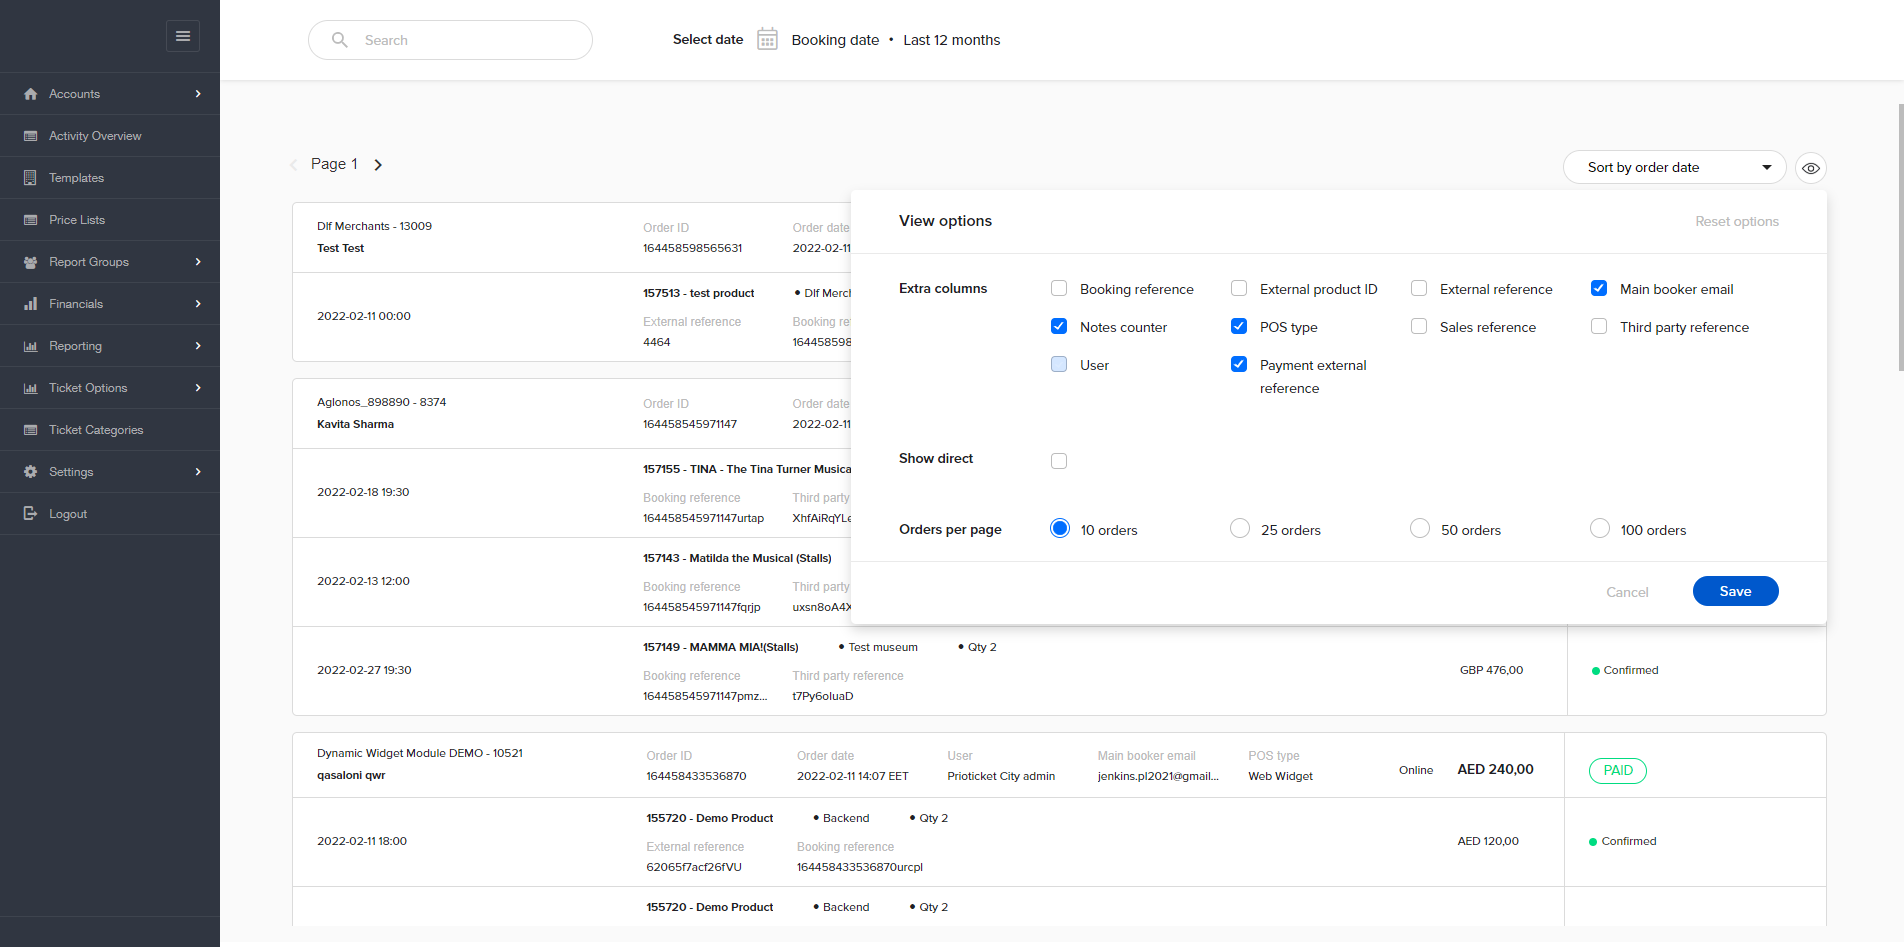 Search
Select date Booking date • Last 12 months
Accounts
Activity Overview
Templates
Price Lists
Report Groups
Financials
Reporting
Ticket Options
Ticket Categories
Settings
Logout
Page 1
Sort by order date
View options Reset options
Extra columns
Booking reference External product ID External reference Main booker email
Notes counter POS type Sales reference Third party reference
User Payment external
reference
Show direct
Orders per page 10 orders 25 orders 50 orders 100 orders
Cancel Save
Dlf Merchants - 13009 Order ID Order date
Test Test 164458598565631 2022-02-11
157513 - test product • Dlf Merch
2022-02-11 00:00
External reference Booking re
4464 164458598
Aglonos_898890 - 8374 Order ID Order date
Kavita Sharma 164458545971147 2022-02-11
157155 - TINA - The Tina Turner Musica
2022-02-18 19:30
Booking reference Third party
164458545971147urtap XhfAiRqYLe
157143 - Matilda the Musical (Stalls)
2022-02-13 12:00
Booking reference Third party
164458545971147fqrjp uxsn8oA4X
157149 - MAMMA MIA!(Stalls) • Test museum • Qty 2
2022-02-27 19:30 GBP 476,00 Confirmed
Booking reference Third party reference
164458545971147pmz... t7Py6oluaD
Dynamic Widget Module DEMO - 10521 Order ID Order date User Main booker email POS type
qasaloni qwr 164458433536870 2022-02-11 14:07 EET Prioticket City admin jenkins.pl2021@gmail... Web Widget Online AED 240,00 PAID
155720 - Demo Product • Backend • Qty 2
2022-02-11 18:00 AED 120,00 Confirmed
External reference Booking reference
62065f7acf26fVU 164458433536870urcpl
155720 - Demo Product • Backend • Qty 2